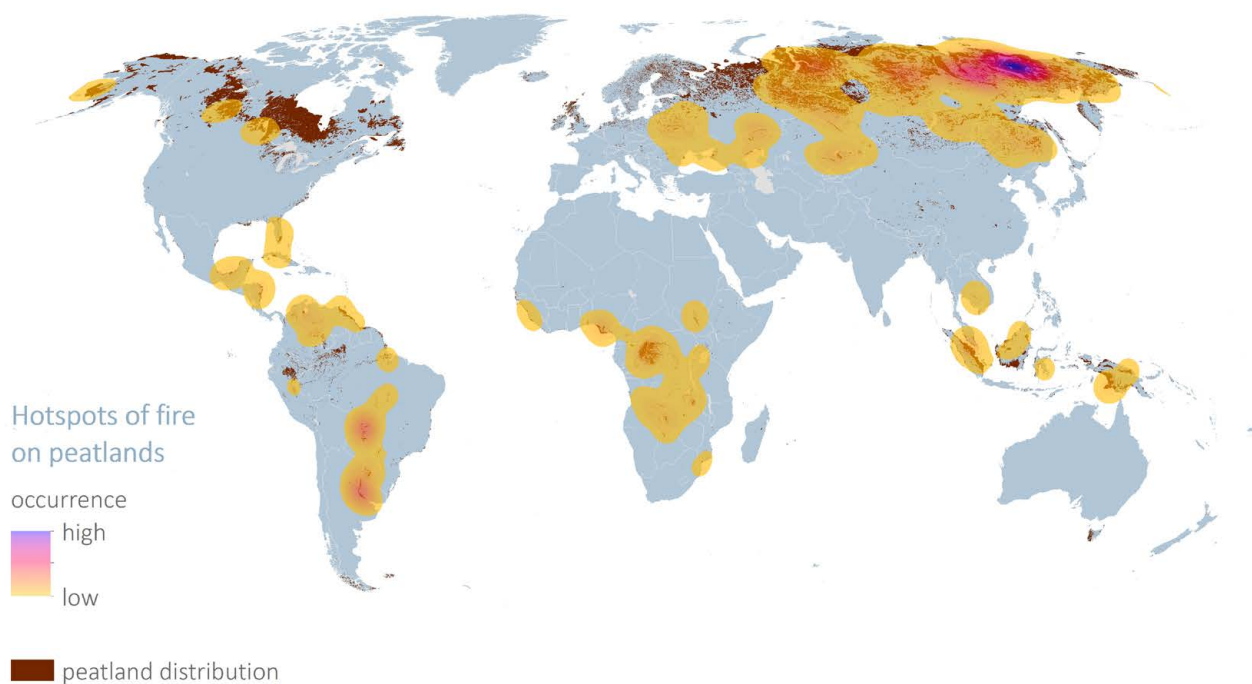 Hotspots of fire
on peatlands
occurrence
high
low
peatland distribution